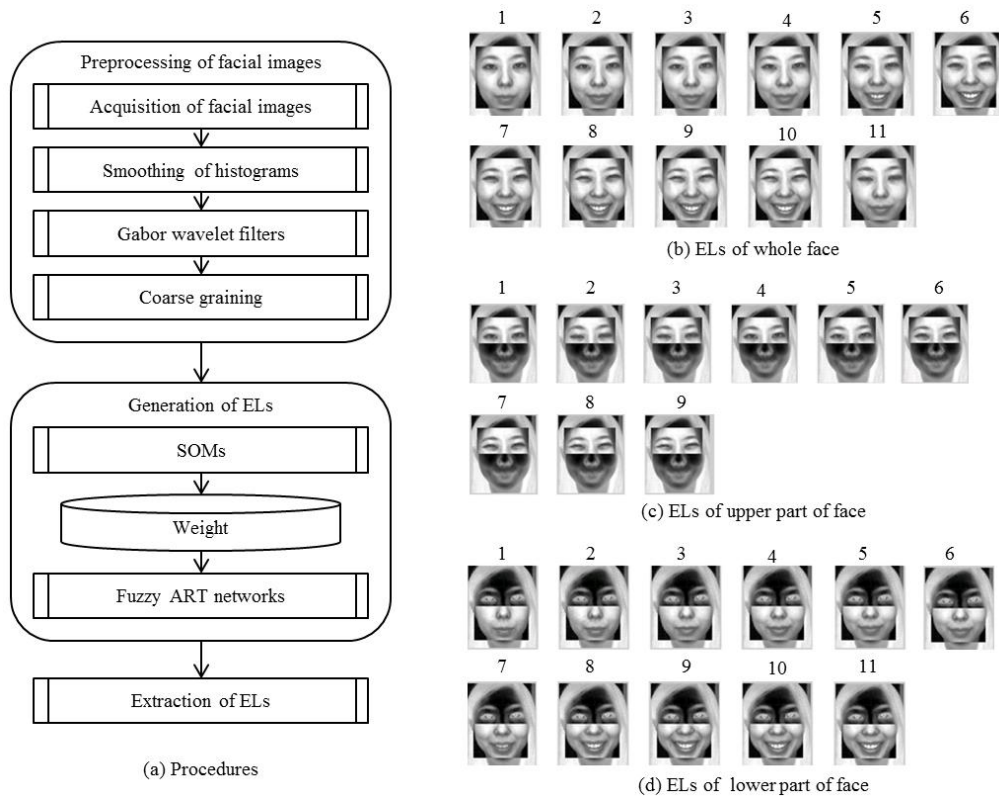 Preprocessing of facial images
Acquisition of facial images
Smoothing of histograms
Gabor wavelet filters
Coarse graining
Generation of ELs
SOMs
Weight
Fuzzy ART networks
Extraction of ELs
(a) Procedures
1 2 3 4 5 6
7 8 9 10 11
(b) ELs of whole face
1 2 3 4 5 6
7 8 9
(c) ELs of upper part of face
1 2 3 4 5 6
7 8 9 10 11
(d) ELs of lower part of face